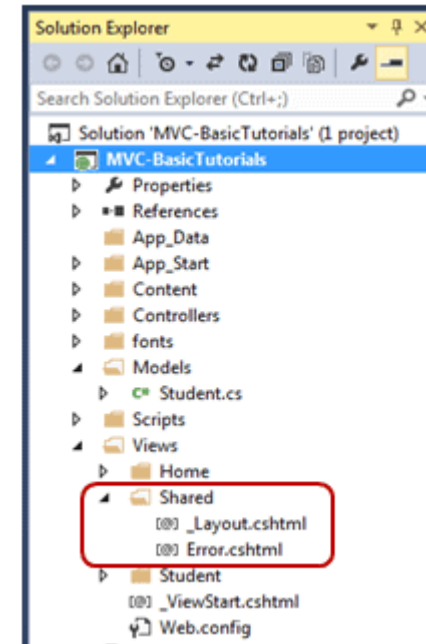 Solution Explorer
Search Solution Explorer (Ctrl+;)
Solution 'MVC-BasicTutorials' (1 project)
MVC-BasicTutorials
Properties
References
App_Data
App_Start
Content
Controllers
fonts
Models
C# Student.cs
Scripts
Views
Home
Shared
[@] _Layout.cshtml
[@] Error.cshtml
Student
[@] _ViewStart.cshtml
Web.config